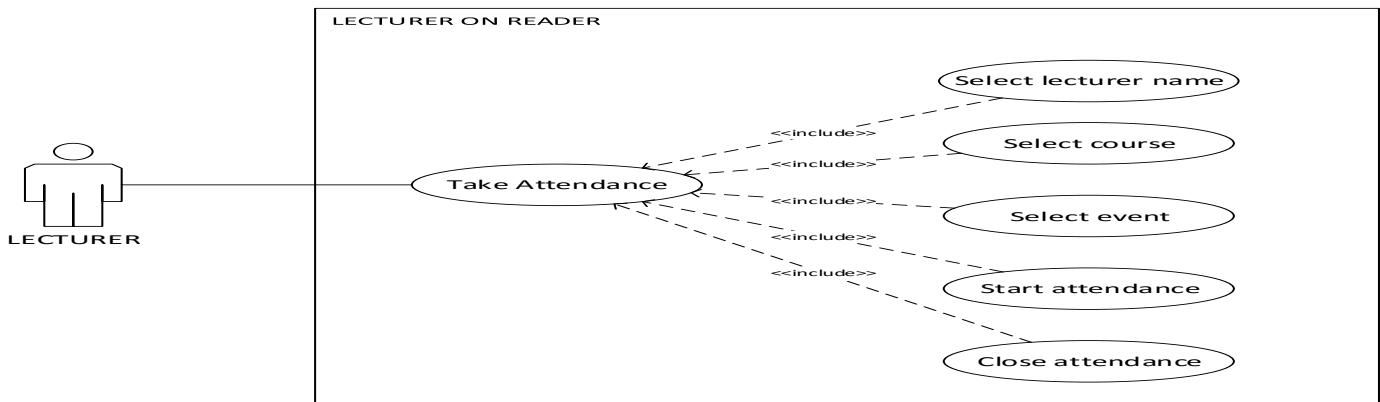 LECTURER ON READER
Select lecturer name
<<include>>
Select course
<<include>>
Take Attendance
<<include>>
Select event
<<include>>
LECTURER
<<include>>
Start attendance
Close attendance